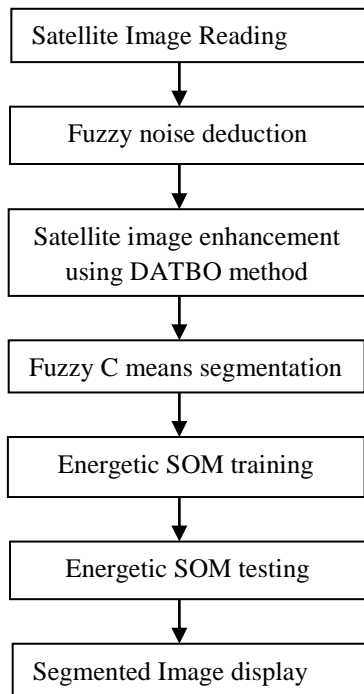 Satellite Image Reading
Fuzzy noise deduction
Satellite image enhancement
using DATBO method
Fuzzy C means segmentation
Energetic SOM training
Energetic SOM testing
Segmented Image display